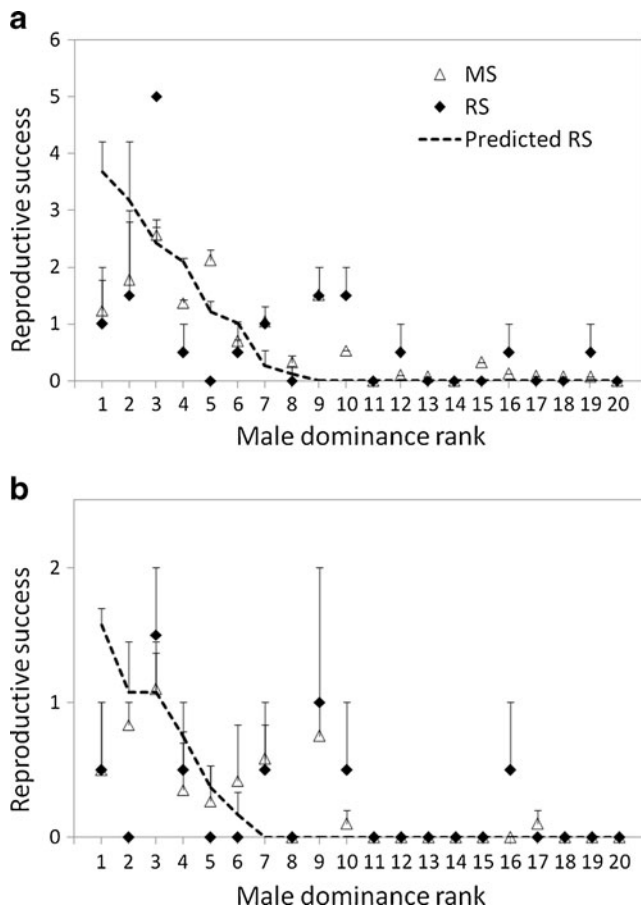 a
6
5
4
3
2
1
0
Reproductive success
MS
RS
Predicted RS
1 2 3 4 5 6 7 8 9 10 11 12 13 14 15 16 17 18 19 20
Male dominance rank
b
2
1
0
Reproductive success
1 2 3 4 5 6 7 8 9 10 11 12 13 14 15 16 17 18 19 20
Male dominance rank